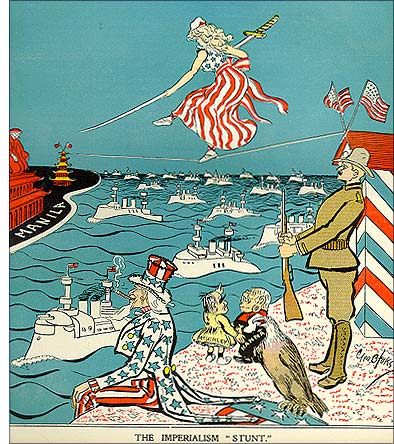 MANILA
THE IMPERIALISM "STUNT."